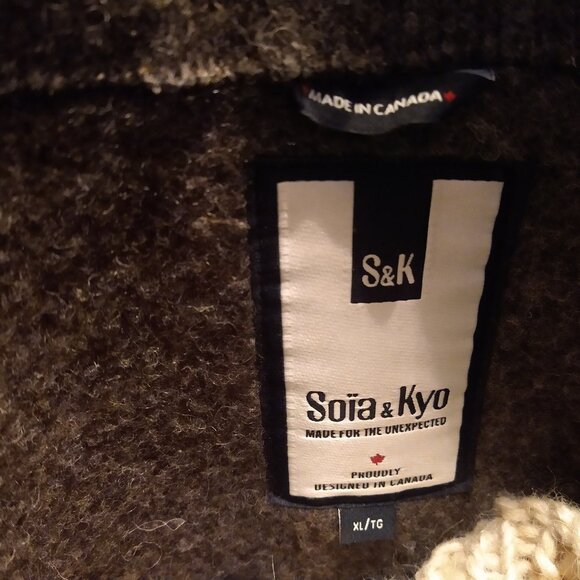 MADE IN CANADA
S&K
Soïa & Kyo
MADE FOR THE UNEXPECTED
PROUDLY
DESIGNED IN CANADA
XL/TG